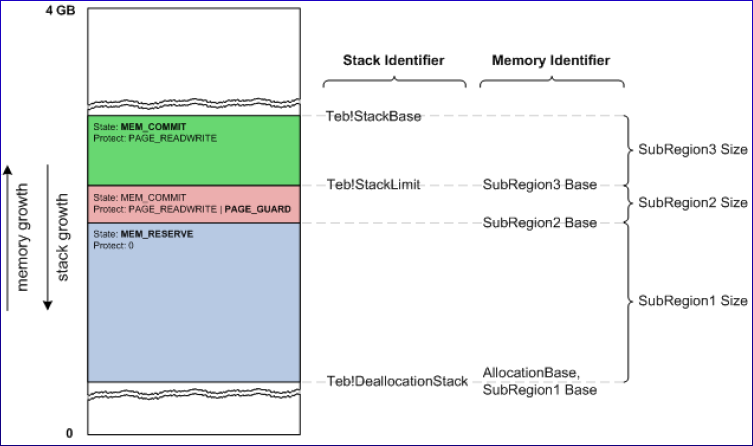 4 GB
Stack Identifier
Memory Identifier
Teb!StackBase
State: MEM_COMMIT
Protect: PAGE_READWRITE
SubRegion3 Size
Teb!StackLimit
SubRegion3 Base
State: MEM_COMMIT
Protect: PAGE_READWRITE | PAGE_GUARD
SubRegion2 Size
SubRegion2 Base
State: MEM_RESERVE
Protect: 0
memory growth
stack growth
SubRegion1 Size
Teb!DeallocationStack
AllocationBase,
SubRegion1 Base
0